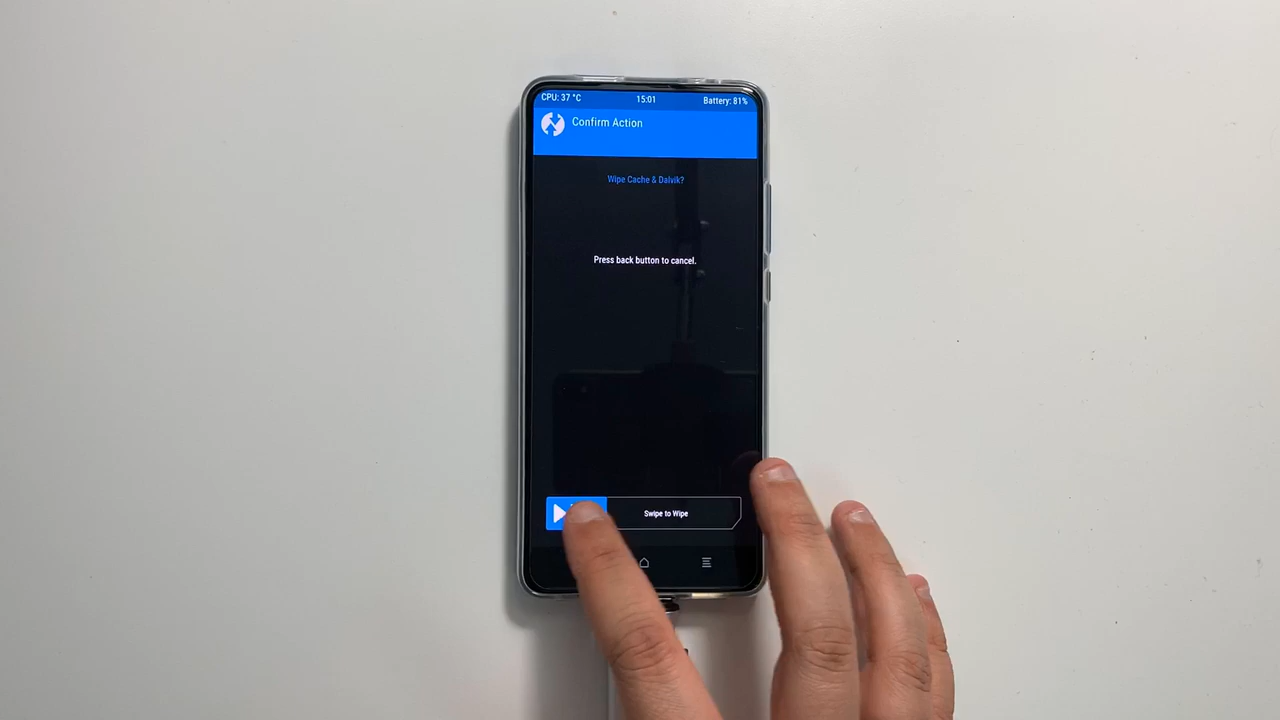 CPU: 37 °C 15:01 Battery: 81%
Confirm Action
Wipe Cache & Dalvik?
Press back button to cancel.
Swipe to Wipe